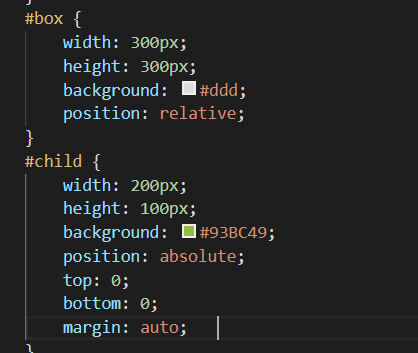 #box {
width: 300px;
height: 300px;
background: #ddd;
position: relative;
}
#child {
width: 200px;
height: 100px;
background: #93BC49;
position: absolute;
top: 0;
bottom: 0;
margin: auto;
}